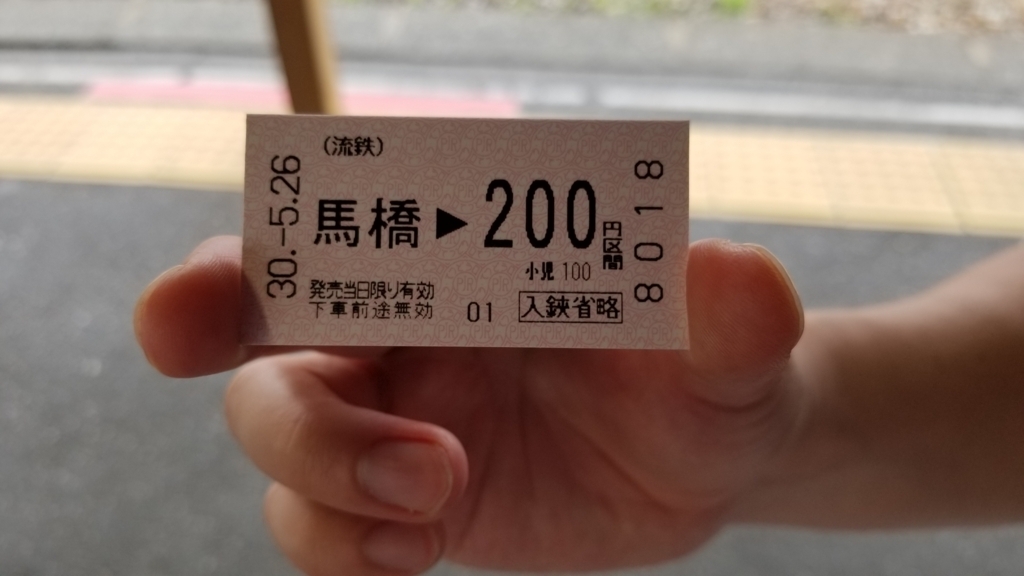 (流鉄)
30.-5.26
馬橋▶200円区間
小児 100
発売当日限り有効
下車前途無効
01
入鋏省略
8018